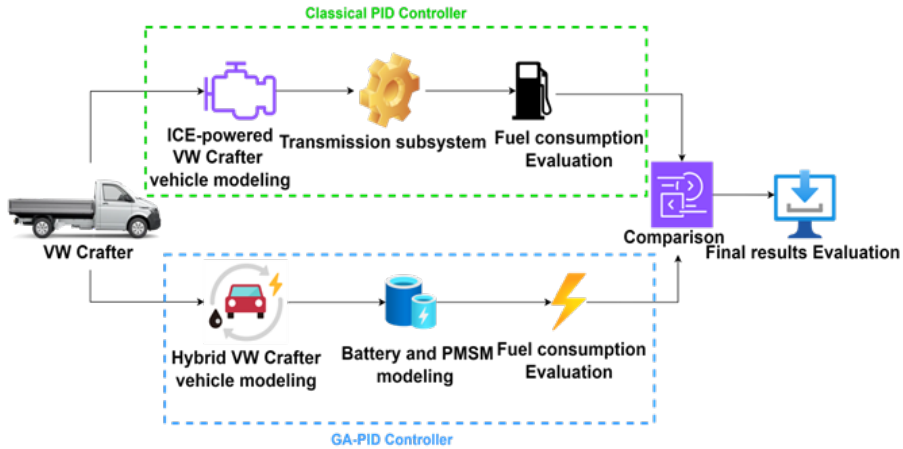 Classical PID Controller
ICE-powered
VW Crafter
vehicle modeling
Transmission subsystem
Fuel consumption
Evaluation
VW Crafter
Comparison
Final results Evaluation
Hybrid VW Crafter
vehicle modeling
Battery and PMSM
modeling
Fuel consumption
Evaluation
GA-PID Controller